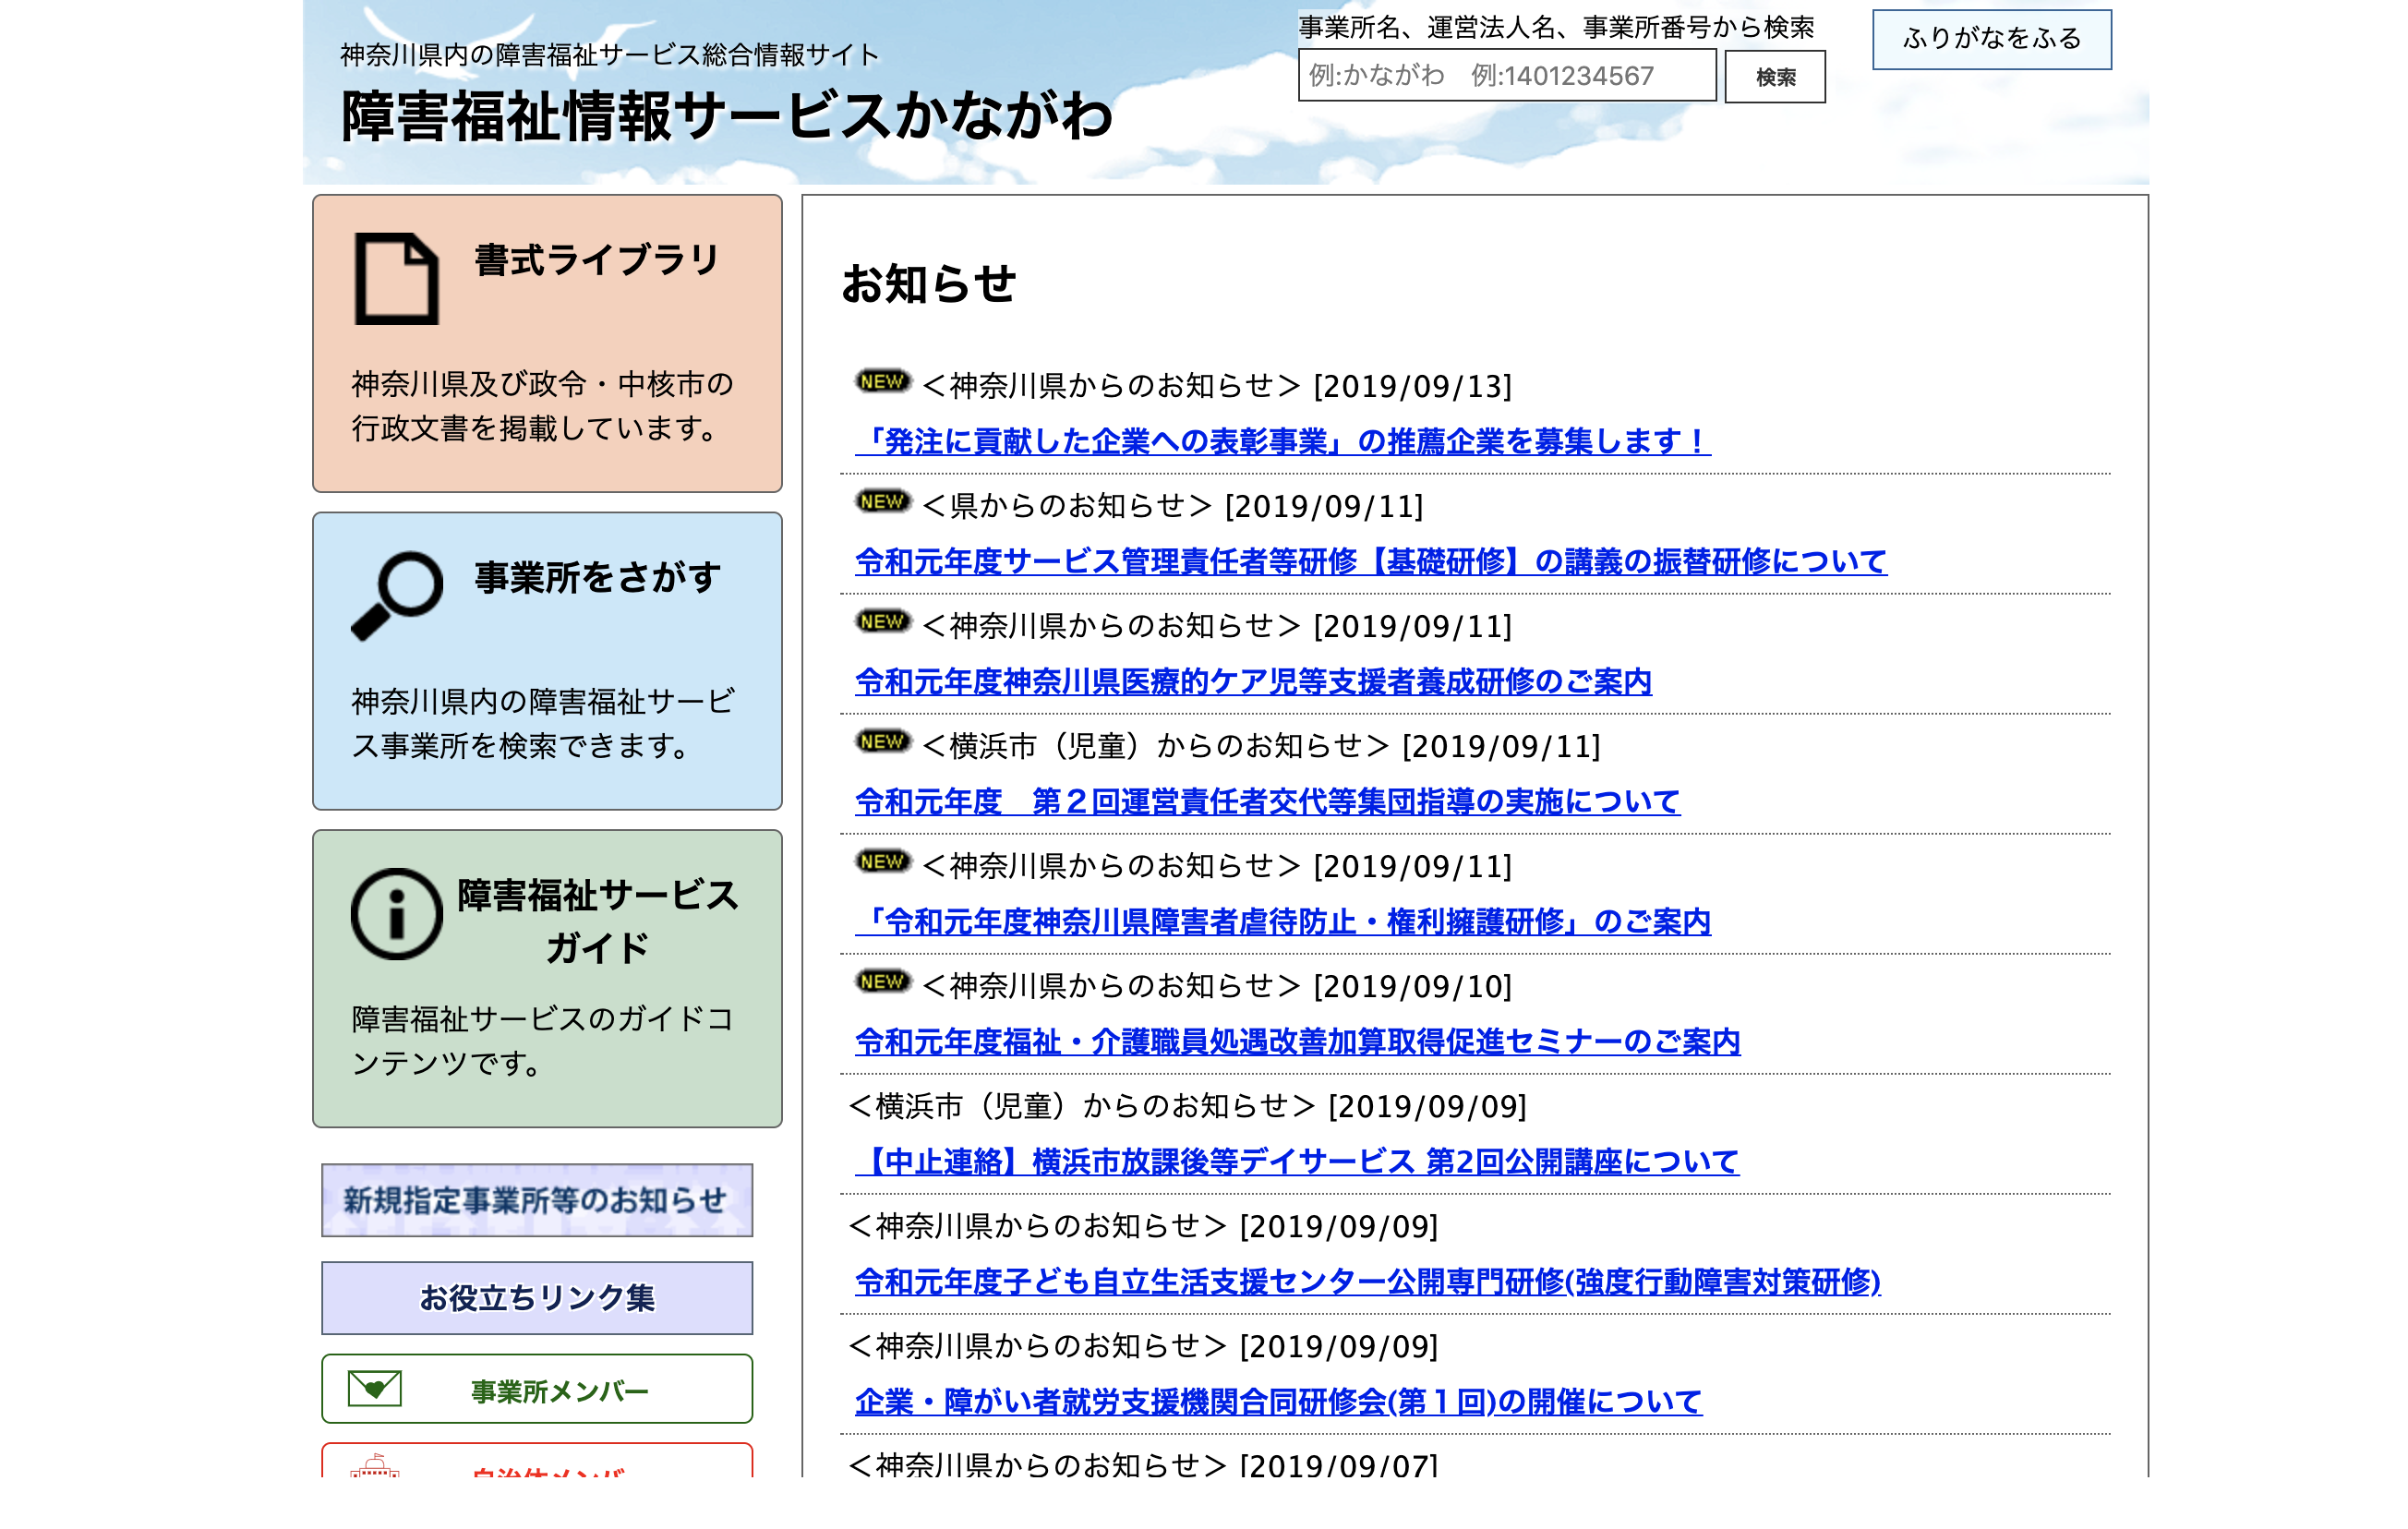 神奈川県内の障害福祉サービス総合情報サイト
障害福祉情報サービスかながわ
事業所名、運営法人名、事業所番号から検索
例:かながわ　例:1401234567
検索
ふりがなをふる
書式ライブラリ
神奈川県及び政令・中核市の
行政文書を掲載しています。
事業所をさがす
神奈川県内の障害福祉サービ
ス事業所を検索できます。
障害福祉サービス
ガイド
障害福祉サービスのガイドコ
ンテンツです。
新規指定事業所等のお知らせ
お役立ちリンク集
事業所メンバー
自治体メンバー
お知らせ
NEW ＜神奈川県からのお知らせ＞ [2019/09/13]
「発注に貢献した企業への表彰事業」の推薦企業を募集します！
NEW ＜県からのお知らせ＞ [2019/09/11]
令和元年度サービス管理責任者等研修【基礎研修】の講義の振替研修について
NEW ＜神奈川県からのお知らせ＞ [2019/09/11]
令和元年度神奈川県医療的ケア児等支援者養成研修のご案内
NEW ＜横浜市（児童）からのお知らせ＞ [2019/09/11]
令和元年度　第２回運営責任者交代等集団指導の実施について
NEW ＜神奈川県からのお知らせ＞ [2019/09/11]
「令和元年度神奈川県障害者虐待防止・権利擁護研修」のご案内
NEW ＜神奈川県からのお知らせ＞ [2019/09/10]
令和元年度福祉・介護職員処遇改善加算取得促進セミナーのご案内
＜横浜市（児童）からのお知らせ＞ [2019/09/09]
【中止連絡】横浜市放課後等デイサービス 第2回公開講座について
＜神奈川県からのお知らせ＞ [2019/09/09]
令和元年度子ども自立生活支援センター公開専門研修(強度行動障害対策研修)
＜神奈川県からのお知らせ＞ [2019/09/09]
企業・障がい者就労支援機関合同研修会(第１回)の開催について
＜神奈川県からのお知らせ＞ [2019/09/07]